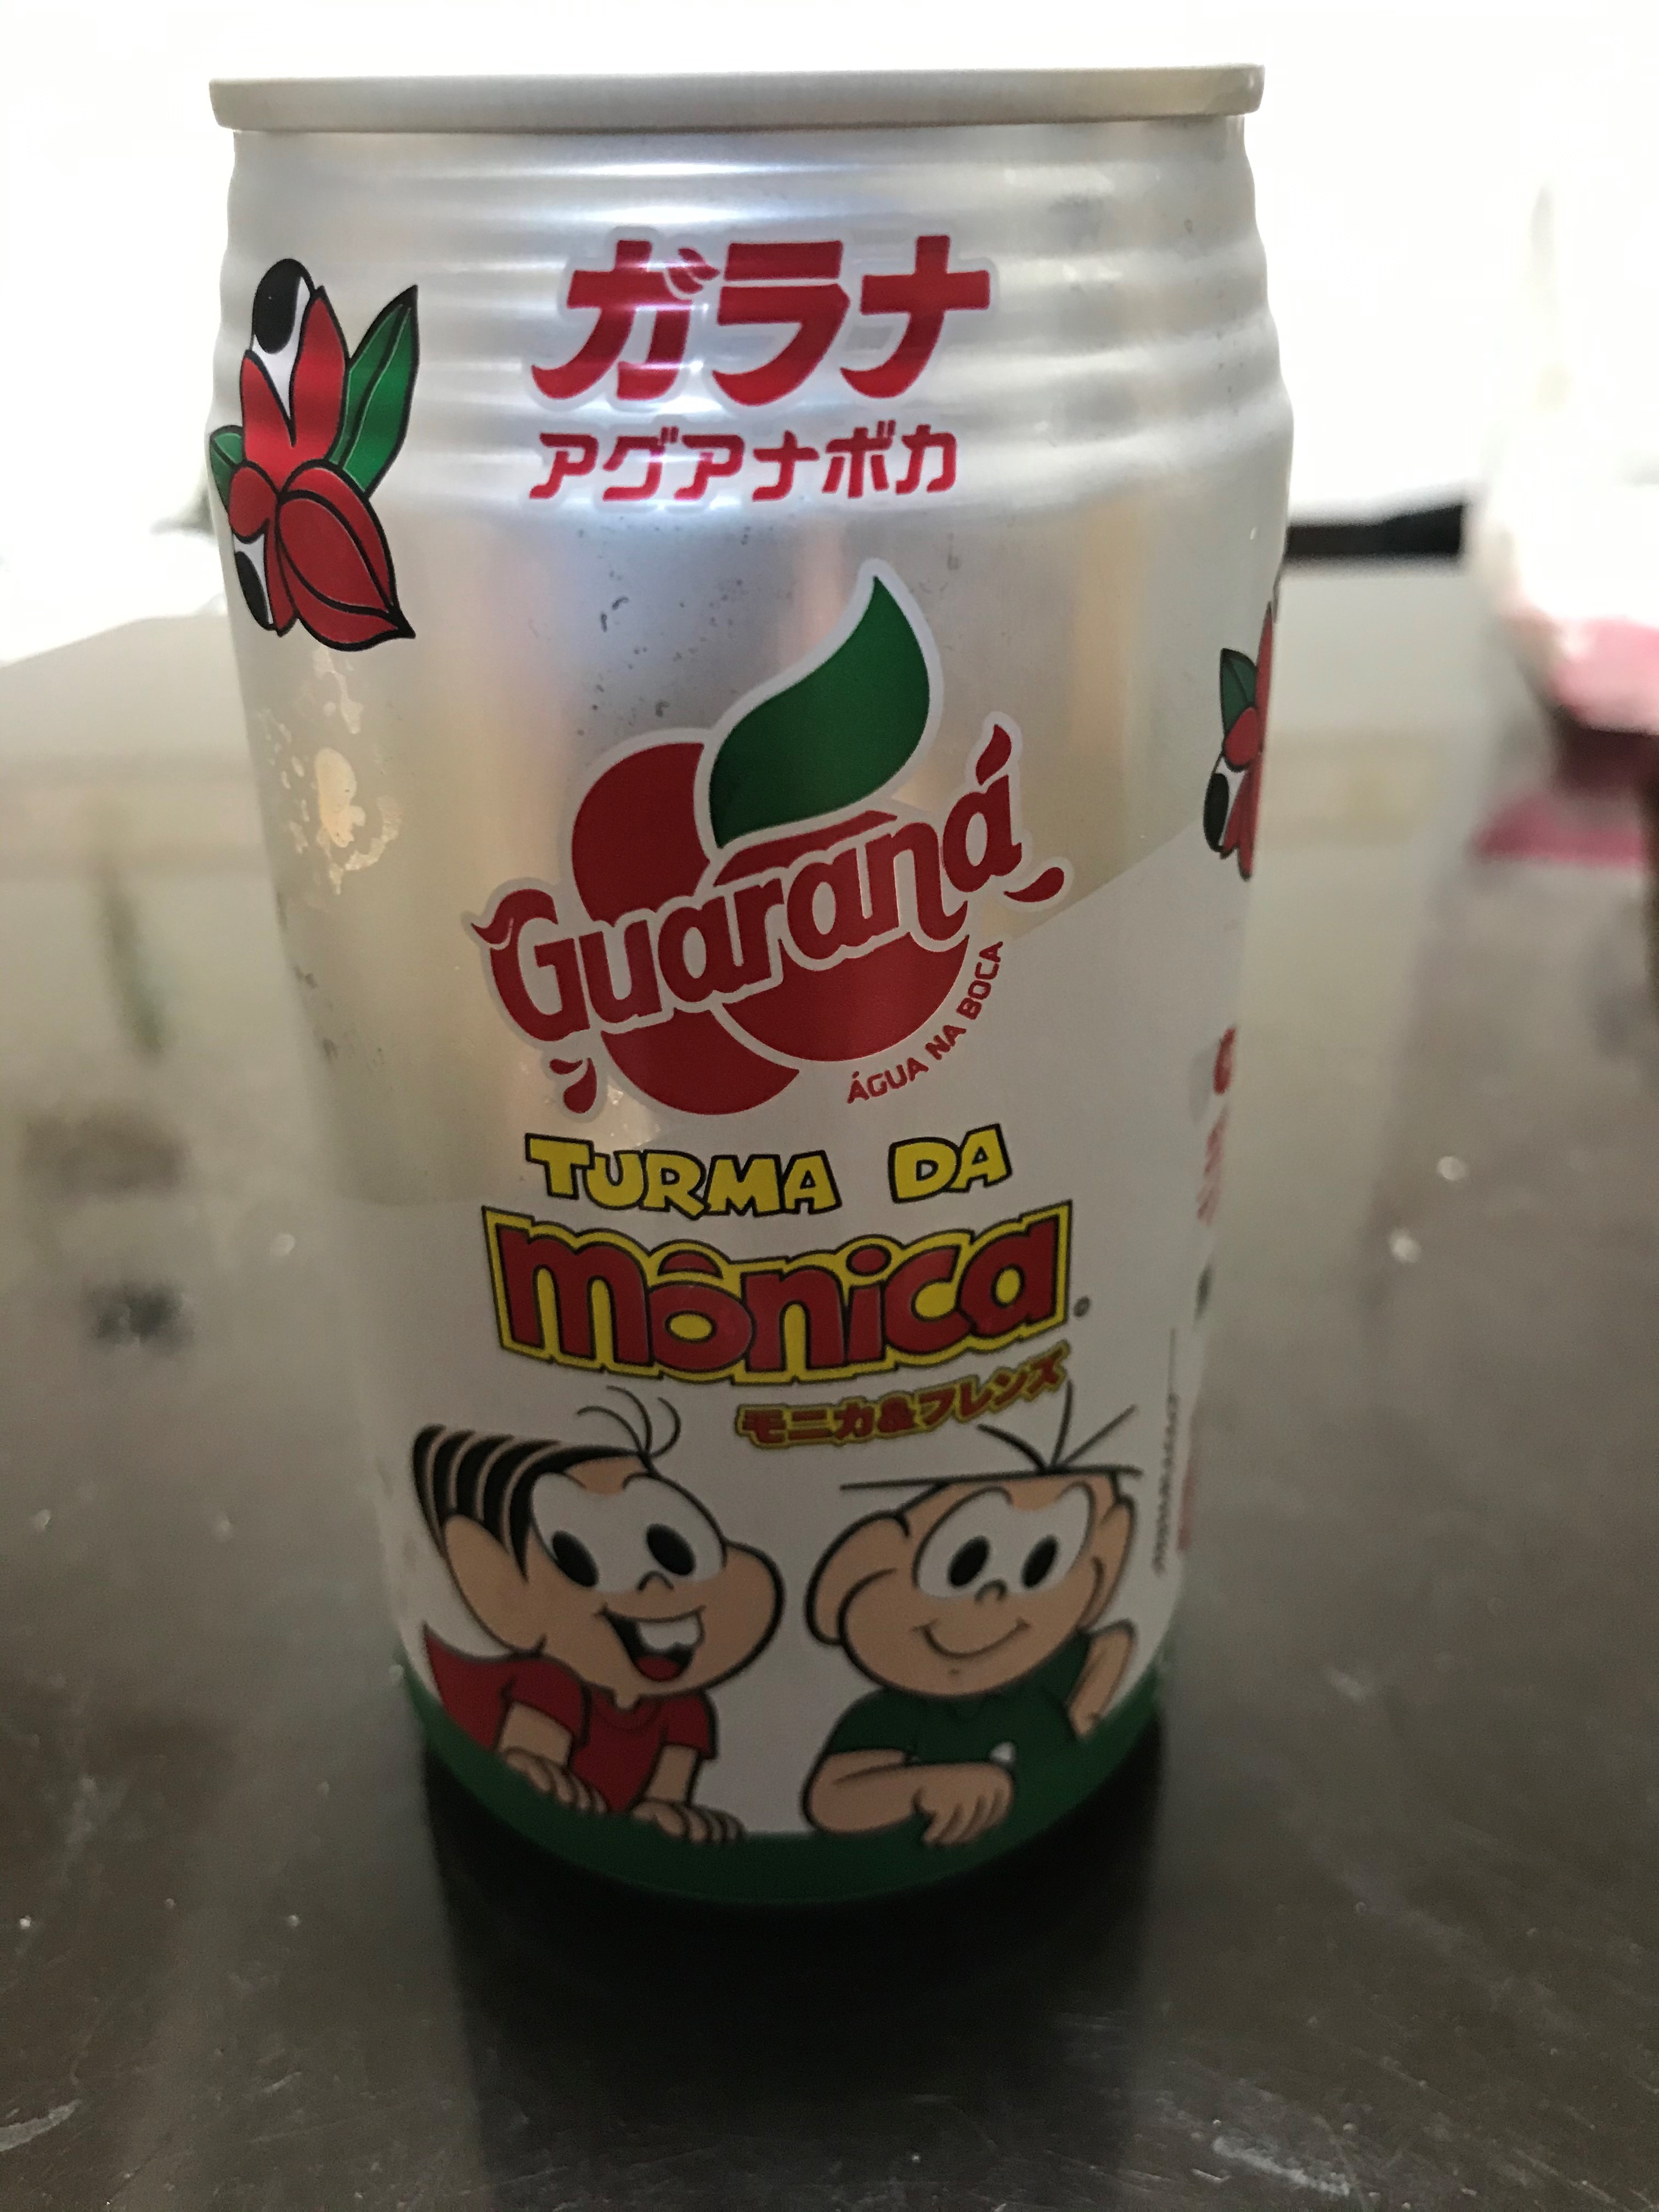 ガラナ
アグアナボカ
Guaraná
ÁGUA NA BOCA
TURMA DA
mônica
モニカ&フレンズ